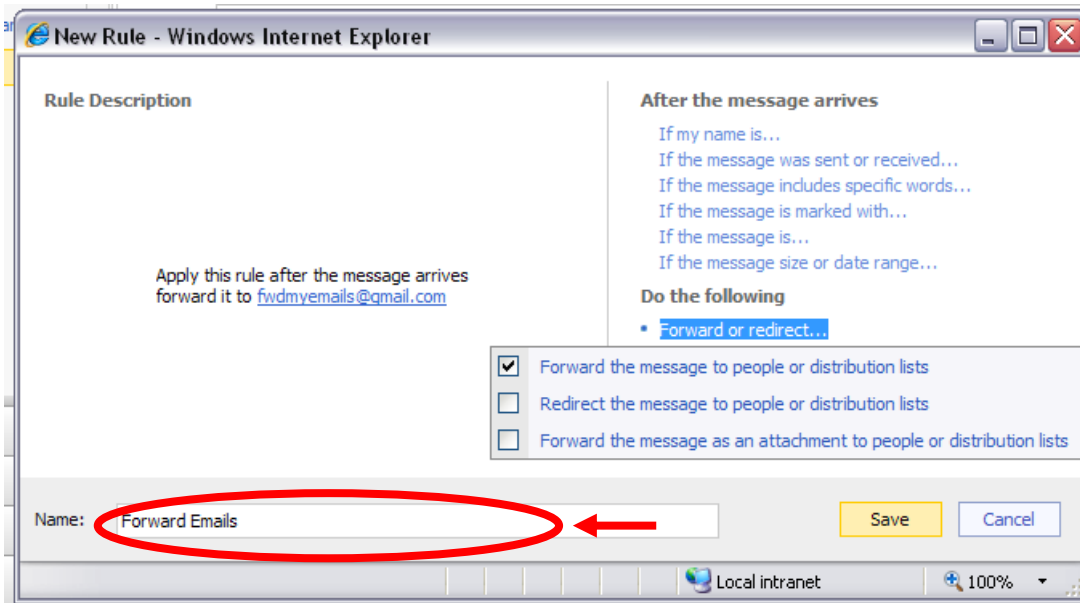 ar
New Rule - Windows Internet Explorer
Rule Description
Apply this rule after the message arrives
forward it to fwdmyemails@gmail.com
After the message arrives
If my name is...
If the message was sent or received...
If the message includes specific words...
If the message is marked with...
If the message is...
If the message size or date range...
Do the following
Forward or redirect...
Forward the message to people or distribution lists
Redirect the message to people or distribution lists
Forward the message as an attachment to people or distribution lists
Name: Forward Emails
Save Cancel
Local intranet 100%